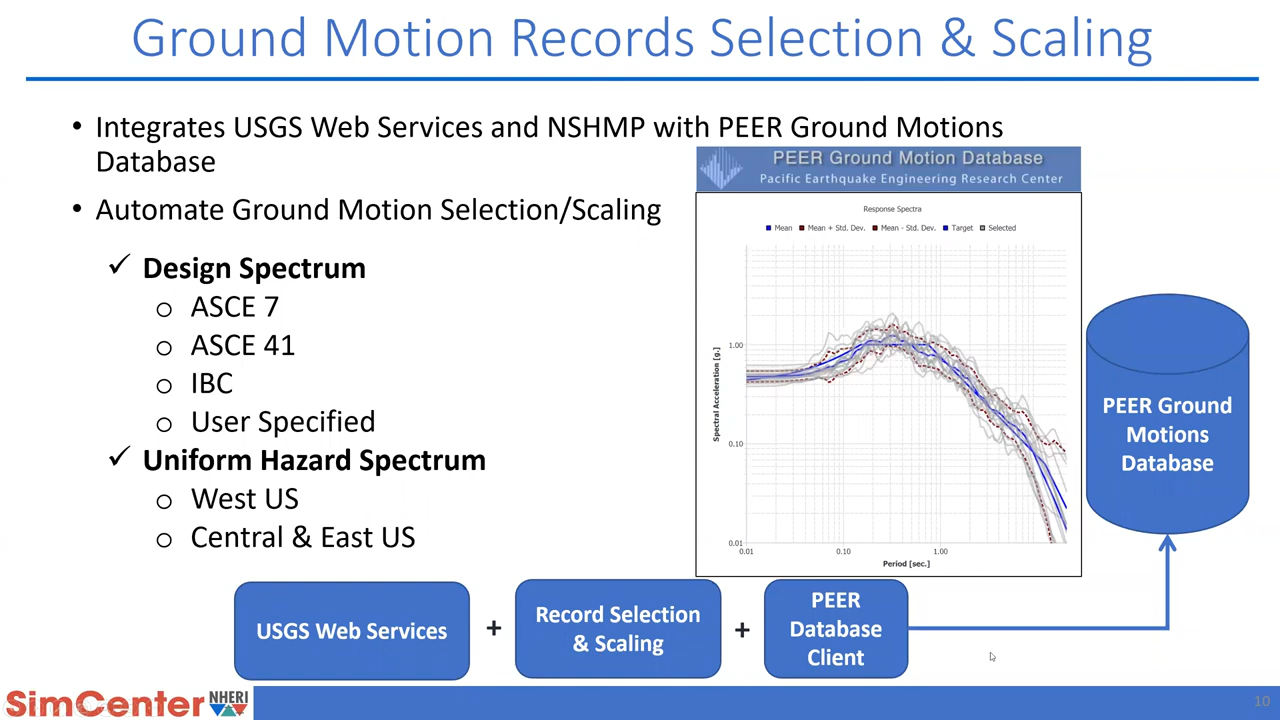 Ground Motion Records Selection & Scaling
• Integrates USGS Web Services and NSHMP with PEER Ground Motions
Database
• Automate Ground Motion Selection/Scaling
✓ Design Spectrum
o ASCE 7
o ASCE 41
o IBC
o User Specified
✓ Uniform Hazard Spectrum
o West US
o Central & East US
PEER Ground Motion Database
Pacific Earthquake Engineering Research Center
Response Spectra
Mean Mean + Std. Dev. Mean - Std. Dev. Target Selected
Spectral Acceleration [g.]
1.00
0.10
0.01
0.01 0.10 1.00
Period [sec.]
PEER Ground
Motions
Database
USGS Web Services
+
Record Selection
& Scaling
+
PEER
Database
Client
SimCenter
NHERI
10